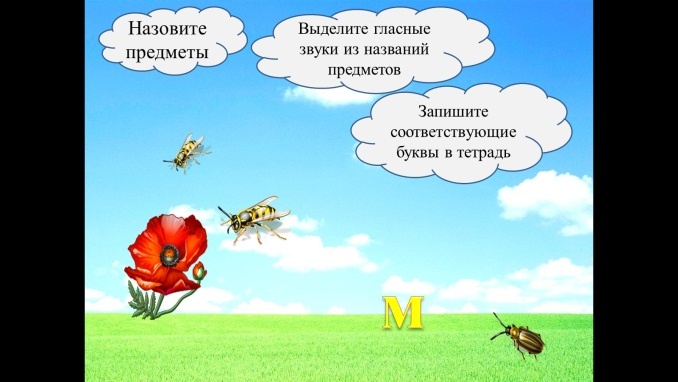 Назовите
предметы
Выделите гласные
звуки из названий
предметов
Запишите
соответствующие
буквы в тетрадь
М